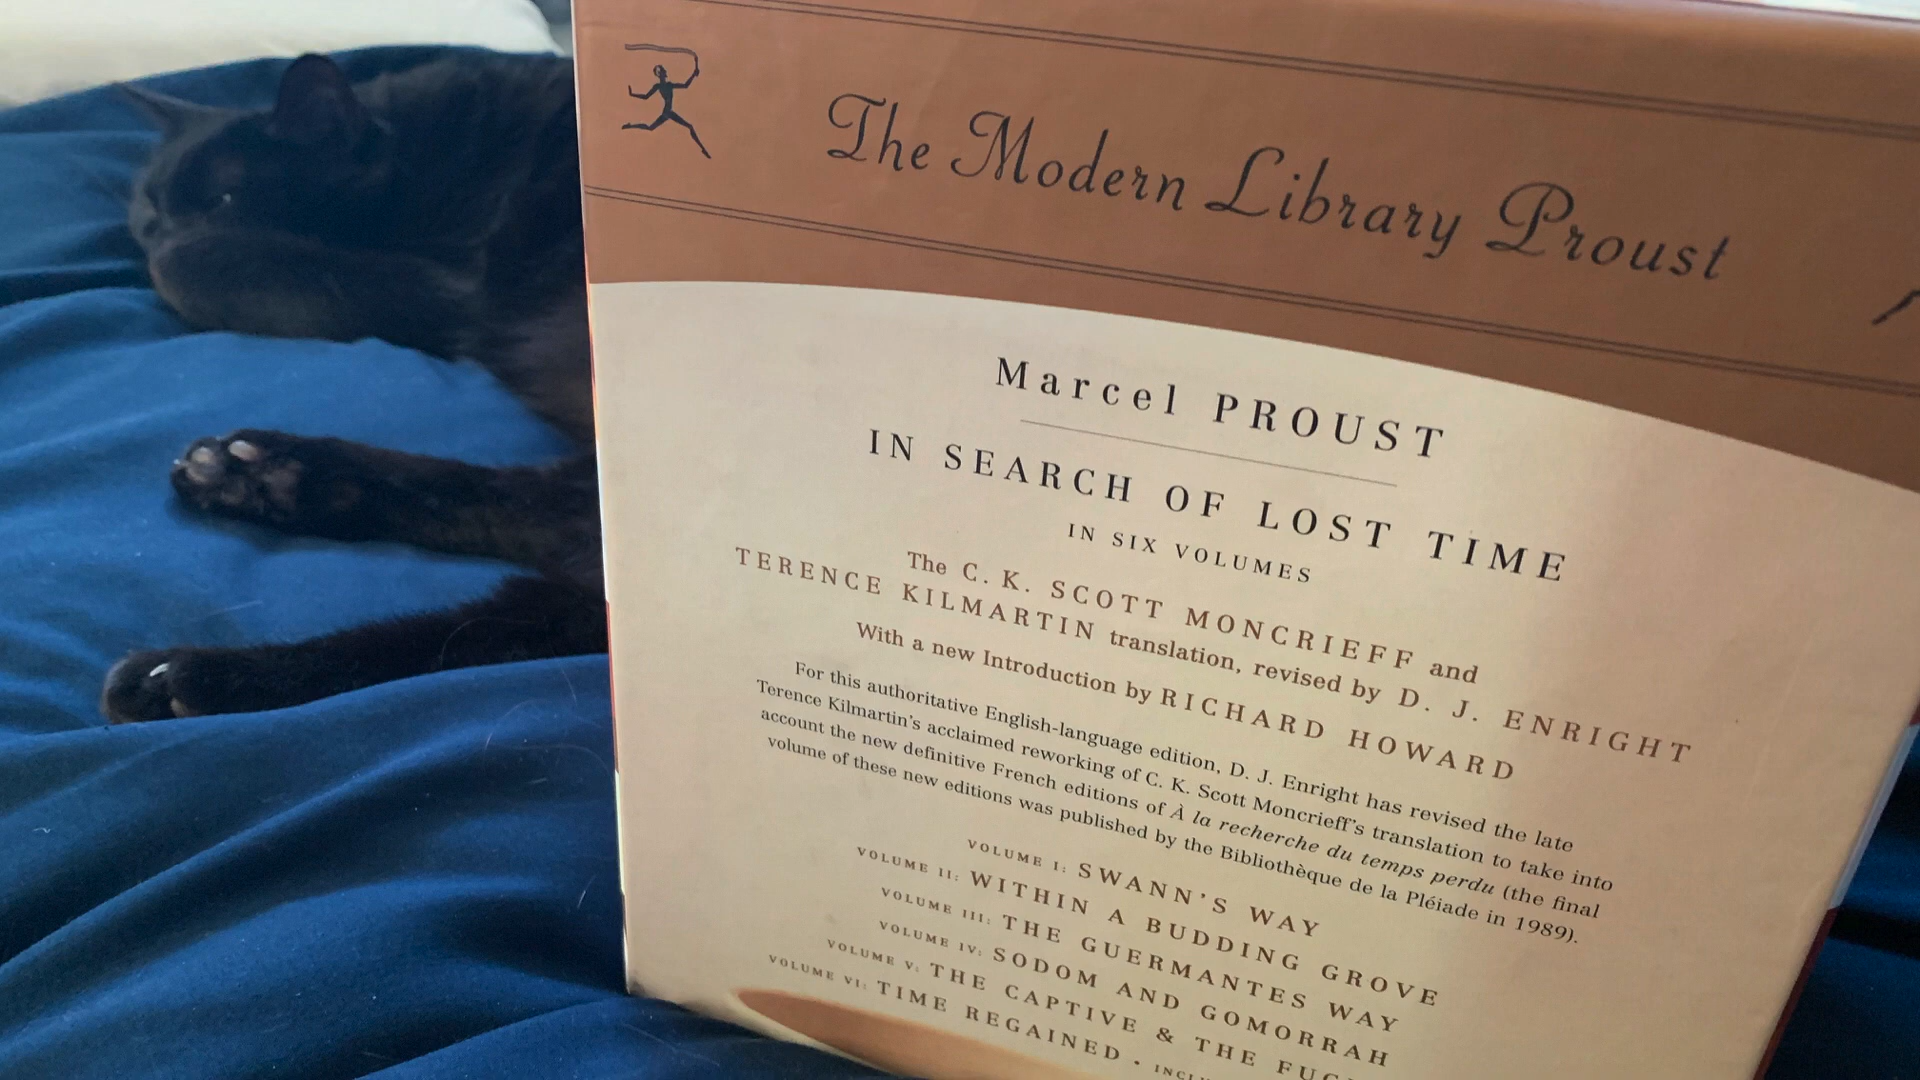 The Modern Library Proust
Marcel PROUST
IN SEARCH OF LOST TIME
IN SIX VOLUMES
The C. K. SCOTT MONCRIEFF and
TERENCE KILMARTIN translation, revised by D. J. ENRIGHT
With a new Introduction by RICHARD HOWARD
For this authoritative English-language edition, D. J. Enright has revised the late
Terence Kilmartin's acclaimed reworking of C. K. Scott Moncrieff's translation to take into
account the new definitive French editions of À la recherche du temps perdu (the final
volume of these new editions was published by the Bibliothèque de la Pléiade in 1989).
VOLUME I: SWANN'S WAY
VOLUME II: WITHIN A BUDDING GROVE
VOLUME III: THE GUERMANTES WAY
VOLUME IV: SODOM AND GOMORRAH
VOLUME V: THE CAPTIVE & THE
VOLUME VI: TIME REGAINED •